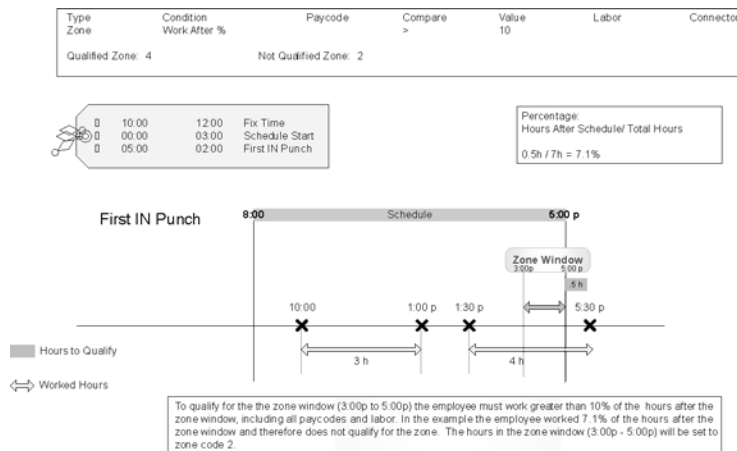 Type Condition Paycode Compare Value Labor Connector
Zone Work After % > 10
Qualified Zone: 4 Not Qualified Zone: 2
10:00 12:00 Fix Time
00:00 03:00 Schedule Start
05:00 02:00 First IN Punch
Percentage:
Hours After Schedule/ Total Hours
0.5h / 7h = 7.1%
First IN Punch
8:00 Schedule 5:00 p
Zone Window
3:00p 5:00 p
.5 h
10:00 1:00 p 1:30 p 5:30 p
Hours to Qualify
3 h 4 h
Worked Hours
To qualify for the the zone window (3:00p to 5:00p) the employee must work greater than 10% of the hours after the
zone window, including all paycodes and labor. In the example the employee worked 7.1% of the hours after the
zone window and therefore does not qualify for the zone. The hours in the zone window (3:00p - 5:00p) will be set to
zone code 2.